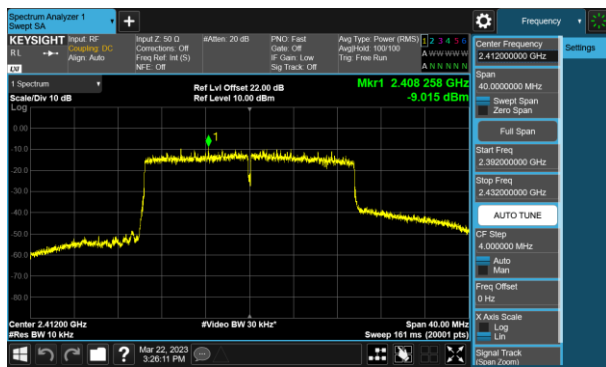 Spectrum Analyzer 1
Swept SA
Frequency
KEYSIGHT
RL
Input: RF
Coupling: DC
Align: Auto
Input Z: 50 Ω
Corrections: Off
Freq Ref: Int (S)
NFE: Off
#Atten: 20 dB
PNO: Fast
Gate: Off
IF Gain: Low
Sig Track: Off
Avg Type: Power (RMS)
Avg|Hold: 100/100
Trig: Free Run
1 2 3 4 5 6
A W W W W W
A N N N N N
1 Spectrum
Scale/Div 10 dB
Log
Ref Lvl Offset 22.00 dB
Ref Level 10.00 dBm
Mkr1 2.408 258 GHz
-9.015 dBm
1
0.00
-10.0
-20.0
-30.0
-40.0
-50.0
-60.0
-70.0
-80.0
Center 2.41200 GHz
#Res BW 10 kHz
#Video BW 30 kHz*
Span 40.00 MHz
Sweep 161 ms (20001 pts)
Mar 22, 2023
3:26:11 PM
Center Frequency
2.412000000 GHz
Span
40.0000000 MHz
Swept Span
Zero Span
Full Span
Start Freq
2.392000000 GHz
Stop Freq
2.432000000 GHz
AUTO TUNE
CF Step
4.000000 MHz
Auto
Man
Freq Offset
0 Hz
X Axis Scale
Log
Lin
Signal Track
(Span Zoom)
Settings